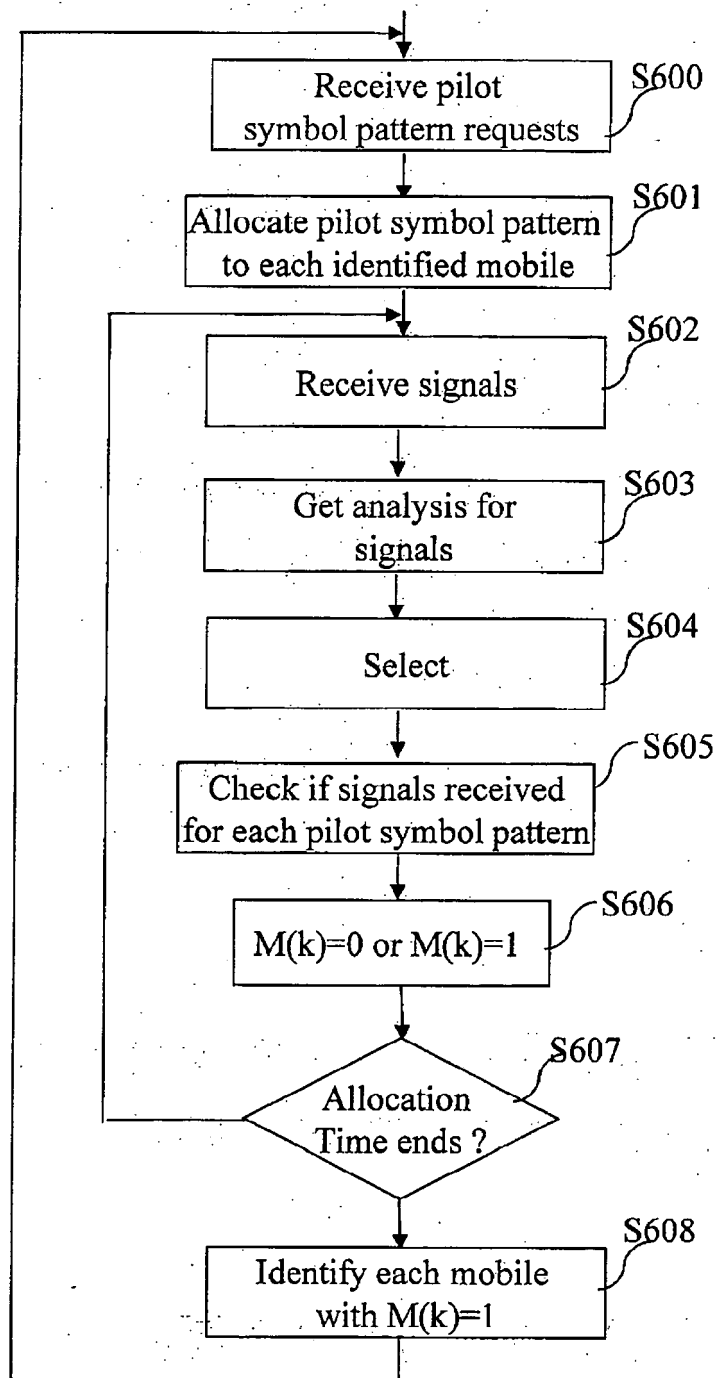 S600
Receive pilot
symbol pattern requests
S601
Allocate pilot symbol pattern
to each identified mobile
S602
Receive signals
S603
Get analysis for
signals
S604
Select
S605
Check if signals received
for each pilot symbol pattern
S606
M(k)=0 or M(k)=1
S607
Allocation
Time ends ?
S608
Identify each mobile
with M(k)=1